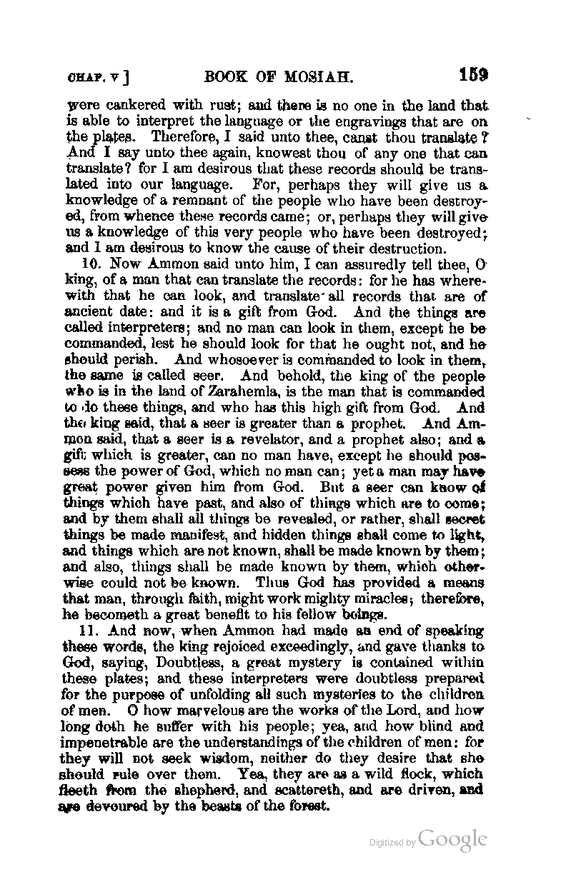 CHAP. V ] BOOK OF MOSIAH. 159
were cankered with rust; and there is no one in the land that
is able to interpret the language or the engravings that are on
the plates. Therefore, I said unto thee, canst thou translate?
And I say unto thee again, knowest thou of any one that can
translate? for I am desirous that these records should be trans-
lated into our language. For, perhaps they will give us a
knowledge of a remnant of the people who have been destroy-
ed, from whence these records came; or, perhaps they will give
us a knowledge of this very people who have been destroyed;
and I am desirous to know the cause of their destruction.
10. Now Ammon said unto him, I can assuredly tell thee, O
king, of a man that can translate the records: for he has where-
with that he can look, and translate all records that are of
ancient date: and it is a gift from God. And the things are
called interpreters; and no man can look in them, except he be
commanded, lest he should look for that he ought not, and he
should perish. And whosoever is commanded to look in them,
the same is called seer. And behold, the king of the people
who is in the land of Zarahemla, is the man that is commanded
to do these things, and who has this high gift from God. And
the king said, that a seer is greater than a prophet. And Am-
mon said, that a seer is a revelator, and a prophet also; and a
gift which is greater, can no man have, except he should pos-
sess the power of God, which no man can; yet a man may have
great power given him from God. But a seer can know of
things which have past, and also of things which are to come;
and by them shall all things be revealed, or rather, shall secret
things be made manifest, and hidden things shall come to light,
and things which are not known, shall be made known by them;
and also, things shall be made known by them, which other-
wise could not be known. Thus God has provided a means
that man, through faith, might work mighty miracles; therefore,
he becometh a great benefit to his fellow beings.
11. And now, when Ammon had made an end of speaking
these words, the king rejoiced exceedingly, and gave thanks to
God, saying, Doubtless, a great mystery is contained within
these plates; and these interpreters were doubtless prepared
for the purpose of unfolding all such mysteries to the children
of men. O how marvelous are the works of the Lord, and how
long doth he suffer with his people; yea, and how blind and
impenetrable are the understandings of the children of men: for
they will not seek wisdom, neither do they desire that she
should rule over them. Yea, they are as a wild flock, which
fleeth from the shepherd, and scattereth, and are driven, and
are devoured by the beasts of the forest.
Digitized by Google